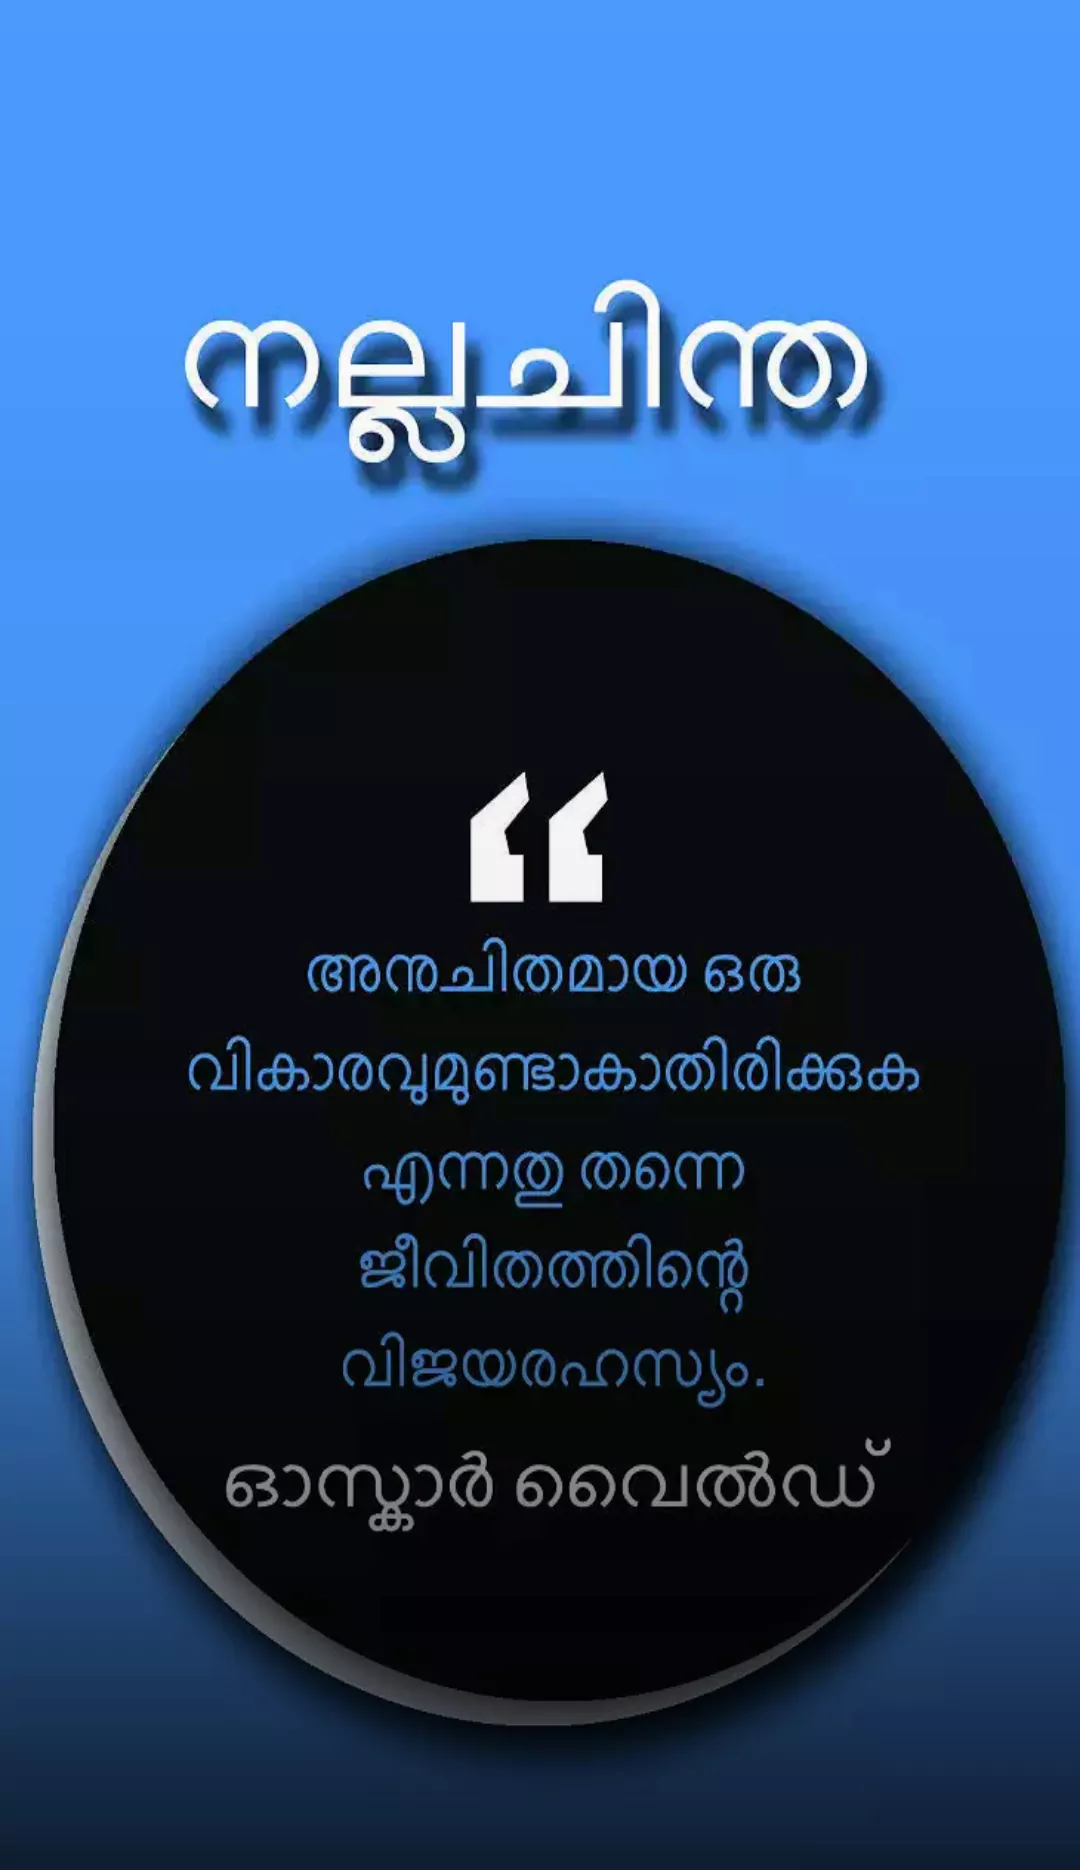 നല്ലചിന്ത
“
അനുചിതമായ ഒരു
വികാരവുമുണ്ടാകാതിരിക്കുക
എന്നതു തന്നെ
ജീവിതത്തിന്റെ
വിജയരഹസ്യം.
ഓസ്കാർ വൈൽഡ്